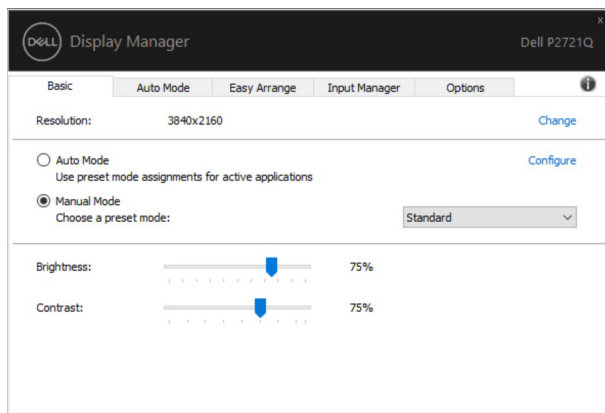 x
DELL Display Manager
Dell P2721Q
Basic Auto Mode Easy Arrange Input Manager Options i
Resolution: 3840x2160 Change
Auto Mode Configure
Use preset mode assignments for active applications
Manual Mode
Choose a preset mode: Standard
Brightness: 75%
Contrast: 75%